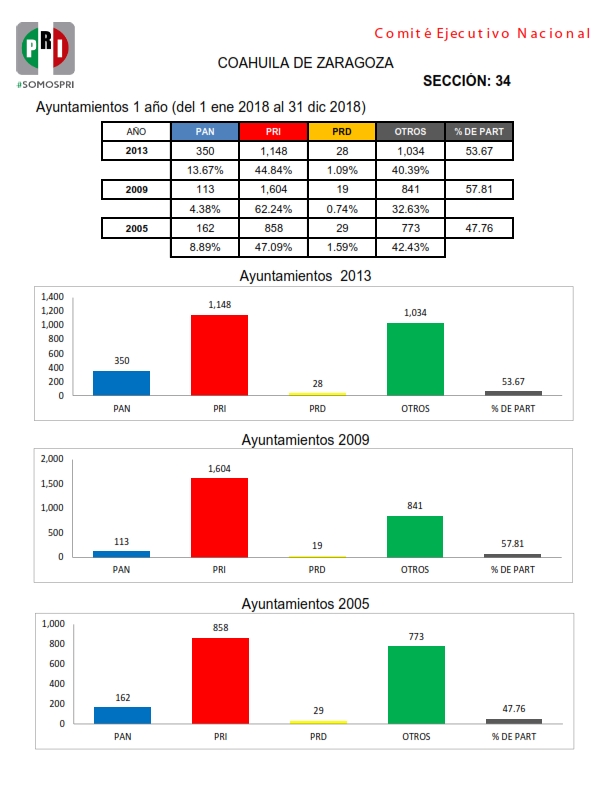 Comité Ejecutivo Nacional
PRI
#SOMOSPRI
COAHUILA DE ZARAGOZA
SECCIÓN: 34
Ayuntamientos 1 año (del 1 ene 2018 al 31 dic 2018)
AÑO PAN PRI PRD OTROS % DE PART
2013 350 1,148 28 1,034 53.67
13.67% 44.84% 1.09% 40.39%
2009 113 1,604 19 841 57.81
4.38% 62.24% 0.74% 32.63%
2005 162 858 29 773 47.76
8.89% 47.09% 1.59% 42.43%
Ayuntamientos 2013
1,400
1,200
1,000
800
600
400
200
0
350 1,148 28 1,034 53.67
PAN PRI PRD OTROS % DE PART
Ayuntamientos 2009
2,000
1,500
1,000
500
0
113 1,604 19 841 57.81
PAN PRI PRD OTROS % DE PART
Ayuntamientos 2005
1,000
800
600
400
200
0
162 858 29 773 47.76
PAN PRI PRD OTROS % DE PART